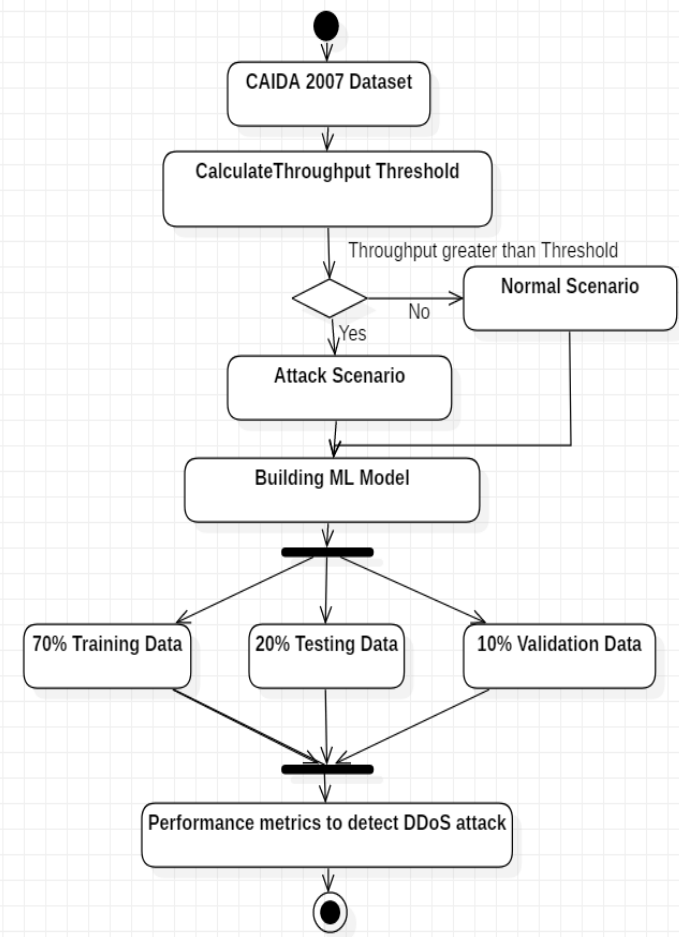 CAIDA 2007 Dataset
CalculateThroughput Threshold
Throughput greater than Threshold
Normal Scenario
No
Yes
Attack Scenario
Building ML Model
70% Training Data
20% Testing Data
10% Validation Data
Performance metrics to detect DDoS attack